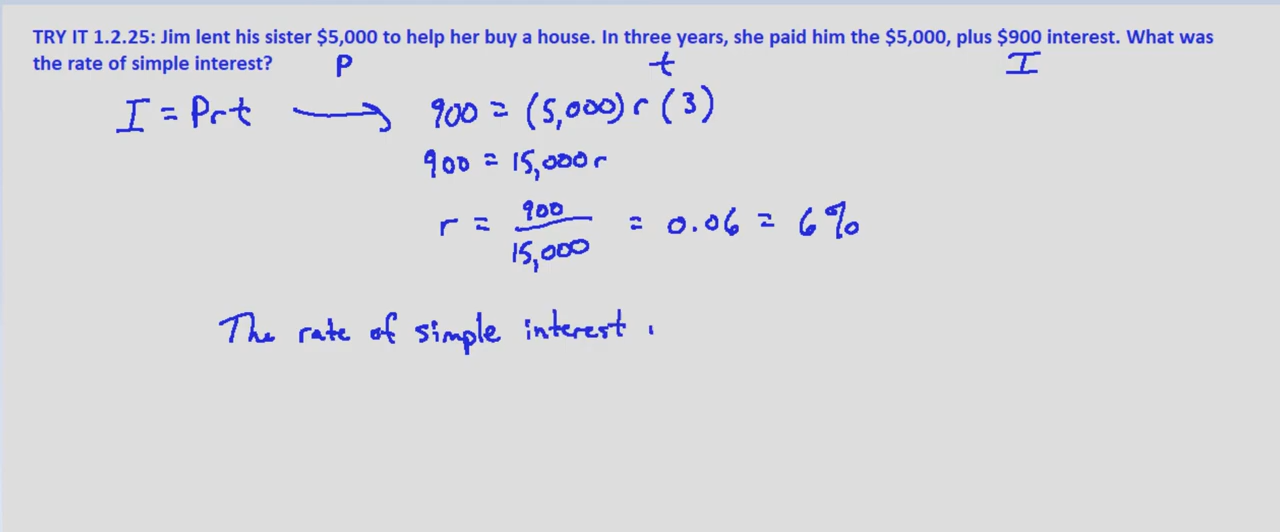 TRY IT 1.2.25: Jim lent his sister $5,000 to help her buy a house. In three years, she paid him the $5,000, plus $900 interest. What was
the rate of simple interest?
P t I
I = Prt → 900 = (5,000) r (3)
900 = 15,000r
r = 900/15,000 = 0.06 = 6%
The rate of simple interest